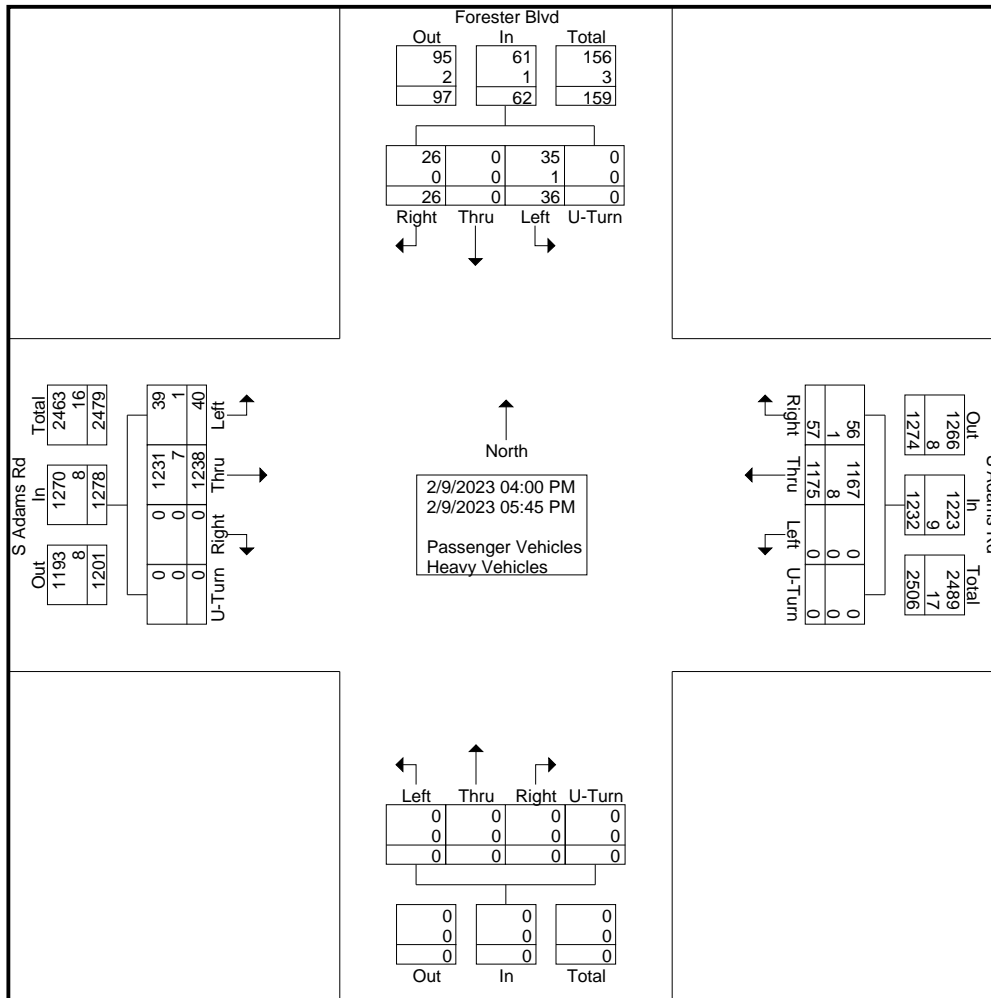 Forester Blvd
Out In Total
95 61 156
2 1 3
97 62 159
26 0 35 0
0 0 1 0
26 0 36 0
Right Thru Left U-Turn
S Adams Rd
Total In Out
2463 1270 1193
16 8 8
2479 1278 1201
39 1231 0 0
1 7 0 0
40 1238 0 0
Left Thru Right U-Turn
North
2/9/2023 04:00 PM
2/9/2023 05:45 PM
Passenger Vehicles
Heavy Vehicles
Right Thru Left U-Turn
56 1167 0 0
1 8 0 0
57 1175 0 0
Out In Total
1266 1223 2489
8 9 17
1274 1232 2506
S Adams Rd
Left Thru Right U-Turn
0 0 0 0
0 0 0 0
0 0 0 0
0 0 0
0 0 0
0 0 0
Out In Total